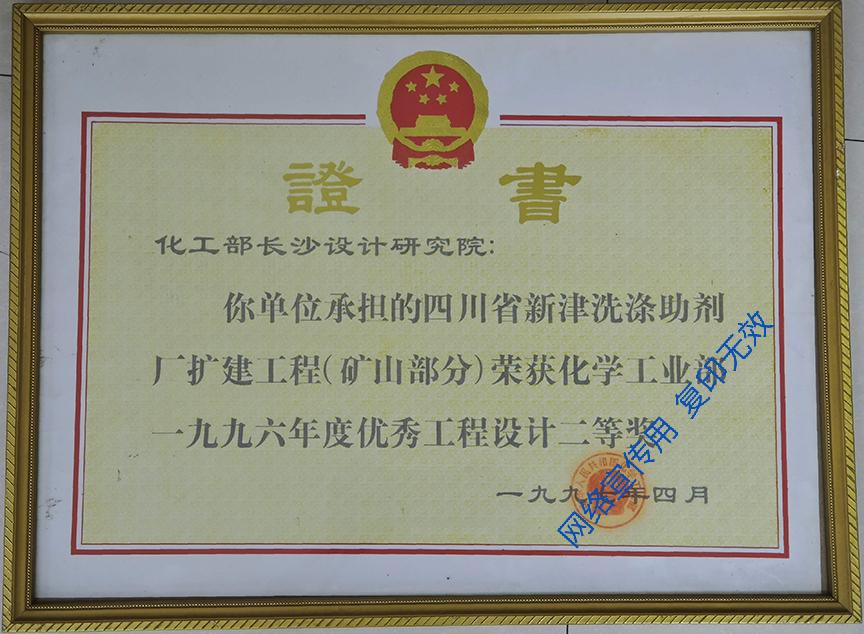 證書
化工部长沙设计研究院:
你单位承担的四川省新津洗涤助剂
厂扩建工程(矿山部分)荣获化学工业部
一九九六年度优秀工程设计二等奖
一九九 年四月
网络宣传用 复印无效